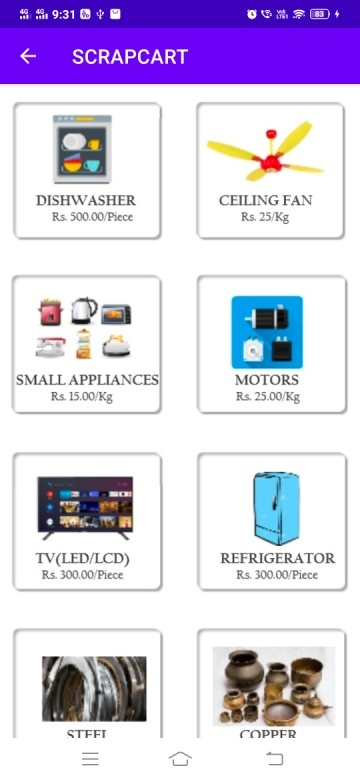 4G 4G 9:31 83
SCRAPCART
DISHWASHER
Rs. 500.00/Piece
CEILING FAN
Rs. 25/Kg
SMALL APPLIANCES
Rs. 15.00/Kg
MOTORS
Rs. 25.00/Kg
TV(LED/LCD)
Rs. 300.00/Piece
REFRIGERATOR
Rs. 300.00/Piece
STEEL
COPPER